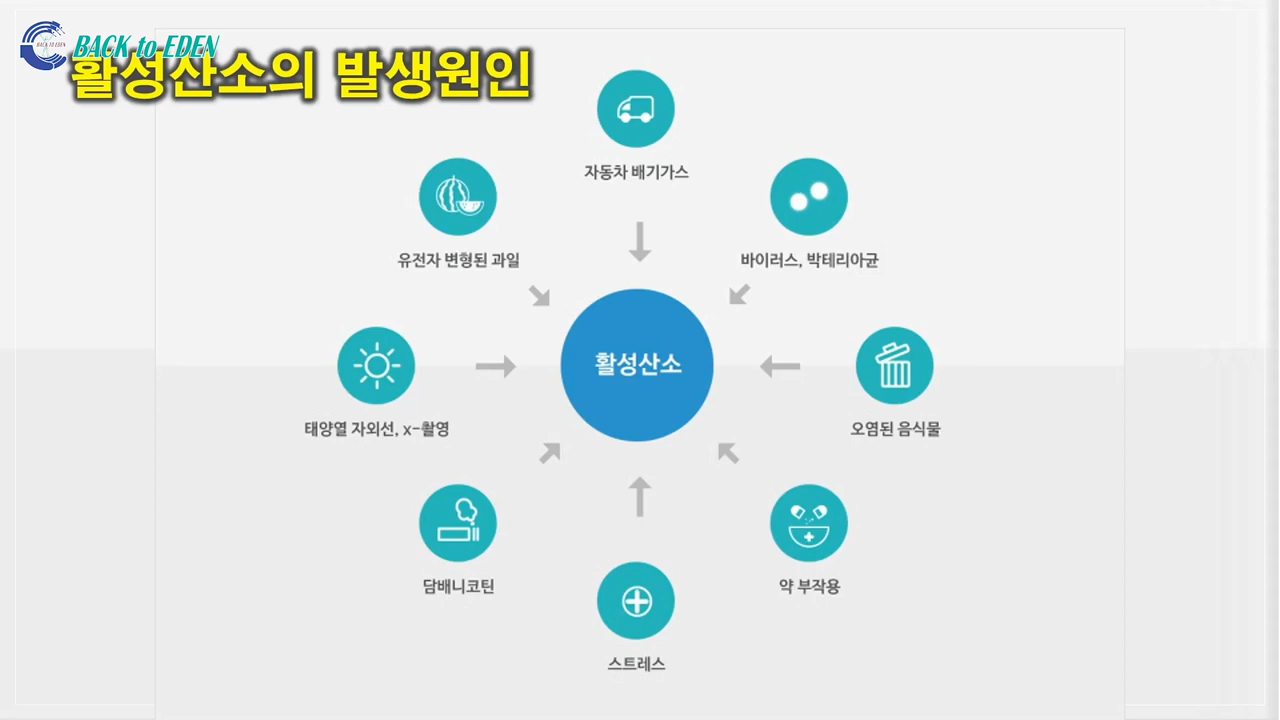 BACK to EDEN
BACK to EDEN
활성산소의 발생원인
자동차 배기가스
유전자 변형된 과일
바이러스, 박테리아균
활성산소
태양열 자외선, x-촬영
오염된 음식물
담배니코틴
약 부작용
스트레스